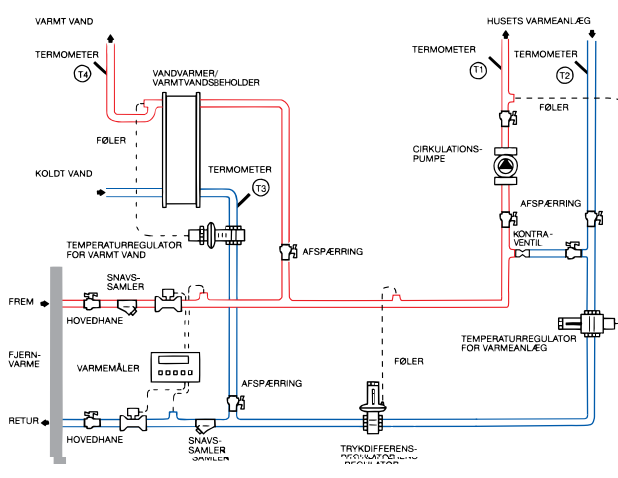 VARMT VAND
HUSETS VARMEANLÆG
TERMOMETER
T4
VANDVARMER/
VARMTVANDSBEHOLDER
TERMOMETER
T1
TERMOMETER
T2
FØLER
FØLER
CIRKULATIONS-
PUMPE
KOLDT VAND
TERMOMETER
T3
AFSPÆRRING
TEMPERATURREGULATOR
FOR VARMT VAND
AFSPÆRRING
KONTRA-
VENTIL
SNAVS-
SAMLER
FREM
HOVEDHANE
TEMPERATURREGULATOR
FOR VARMEANLÆG
FJERN-
VARME
VARMEMÅLER
FØLER
AFSPÆRRING
RETUR
HOVEDHANE
SNAVS-
SAMLER
SAMLER
TRYKDIFFERENS-
REGULATOR